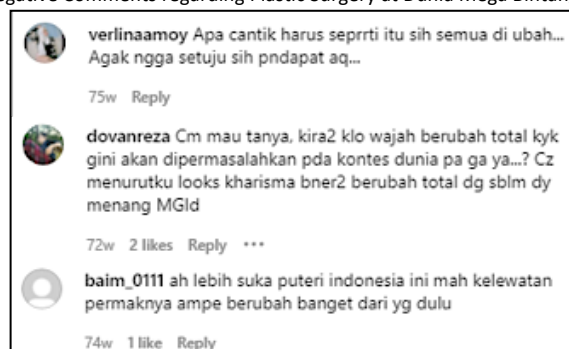 Negative Comments regarding Plastic Surgery at Dunia Mega Bintang
verlinaamoy Apa cantik harus seprrti itu sih semua di ubah...
Agak ngga setuju sih pndapat aq...
75w Reply
dovanreza Cm mau tanya, kira2 klo wajah berubah total kyk
gini akan dipermasalahkan pda kontes dunia pa ga ya...? Cz
menurutku looks kharisma bner2 berubah total dg sblm dy
menang MGId
72w 2 likes Reply •••
baim_0111 ah lebih suka puteri indonesia ini mah kelewatan
permaknya ampe berubah banget dari yg dulu
74w 1 like Reply